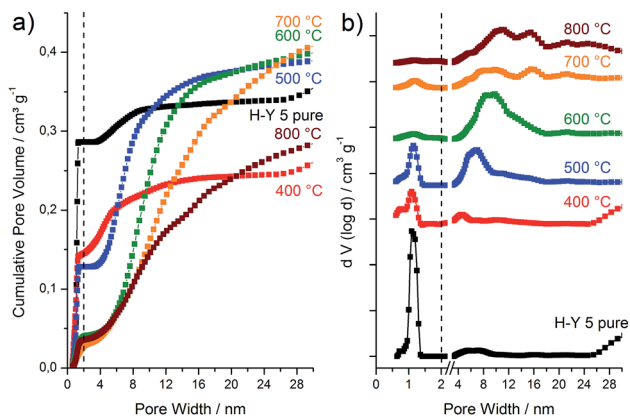 a)
Cumulative Pore Volume / cm³ g⁻¹
0,4
0,3
0,2
0,1
0,0
0 4 8 12 16 20 24 28
Pore Width / nm
700 °C
600 °C
500 °C
H-Y 5 pure
800 °C
400 °C
b)
d V (log d) / cm³ g⁻¹
0 1 2 4 8 12 16 20 24 28
Pore Width / nm
800 °C
700 °C
600 °C
500 °C
400 °C
H-Y 5 pure